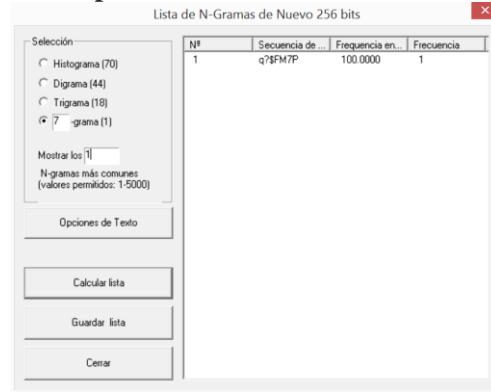 Lista de N-Gramas de Nuevo 256 bits
Selección
Histograma (70)
Digrama (44)
Trigrama (18)
7 -grama (1)
Mostrar los 1
N-gramas más comunes
(valores permitidos: 1-5000)
Opciones de Texto
Calcular lista
Guardar lista
Cerrar
Nº Secuencia de ... Frequencia en... Frecuencia
1 q?$FM7P 100.0000 1